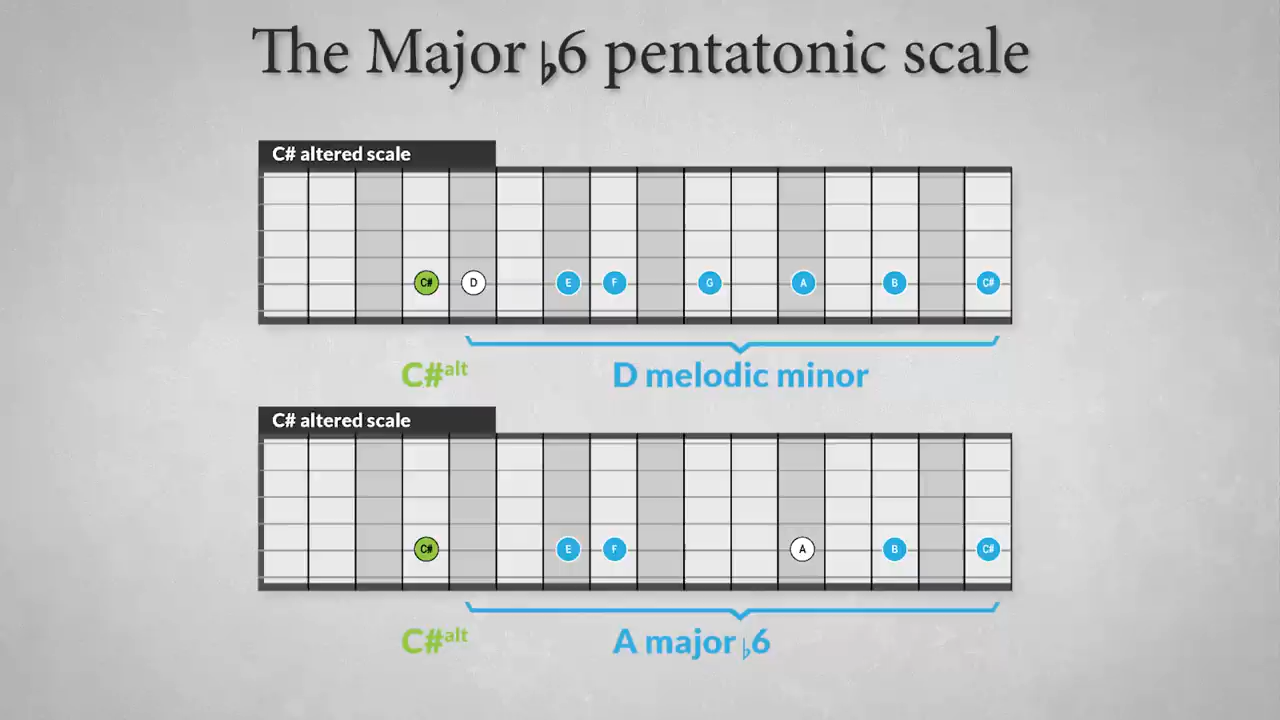 The Major ♭6 pentatonic scale
C# altered scale
C# D E F G A B C#
C#alt D melodic minor
C# altered scale
C# E F A B C#
C#alt A major ♭6